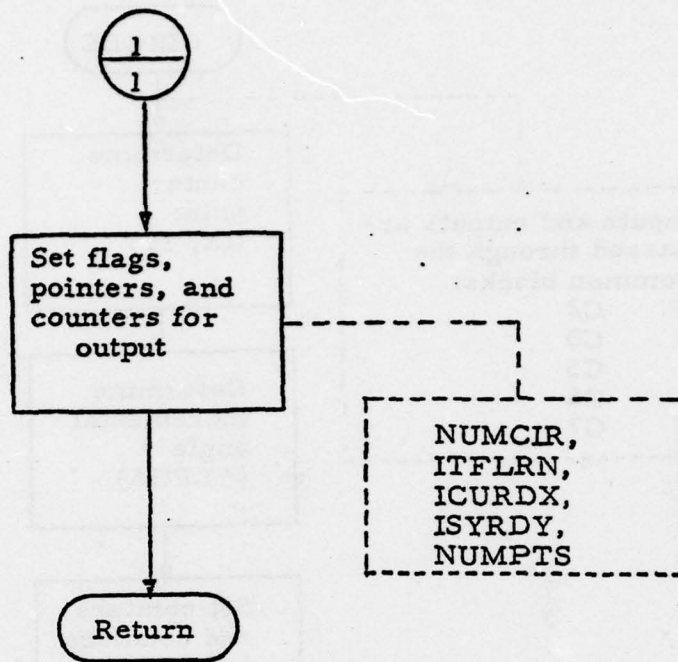 1
1
Set flags,
pointers, and
counters for
output
NUMCIR,
ITFLRN,
ICURDX,
ISYRDY,
NUMPTS
Return